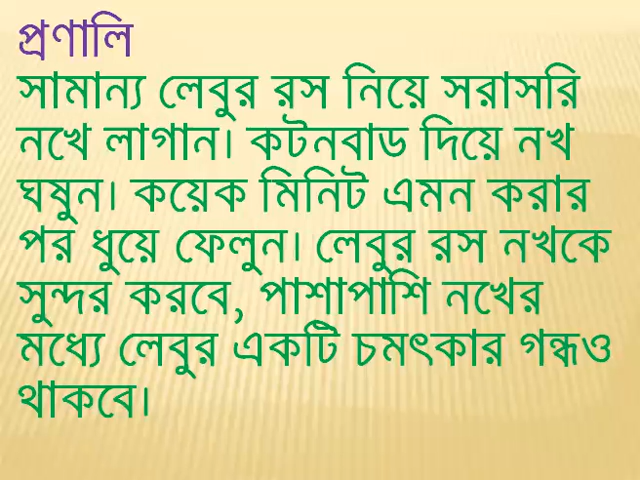 প্রণালি
সামান্য লেবুর রস নিয়ে সরাসরি
নখে লাগান। কটনবাড দিয়ে নখ
ঘষুন। কয়েক মিনিট এমন করার
পর ধুয়ে ফেলুন। লেবুর রস নখকে
সুন্দর করবে, পাশাপাশি নখের
মধ্যে লেবুর একটি চমৎকার গন্ধও
থাকবে।